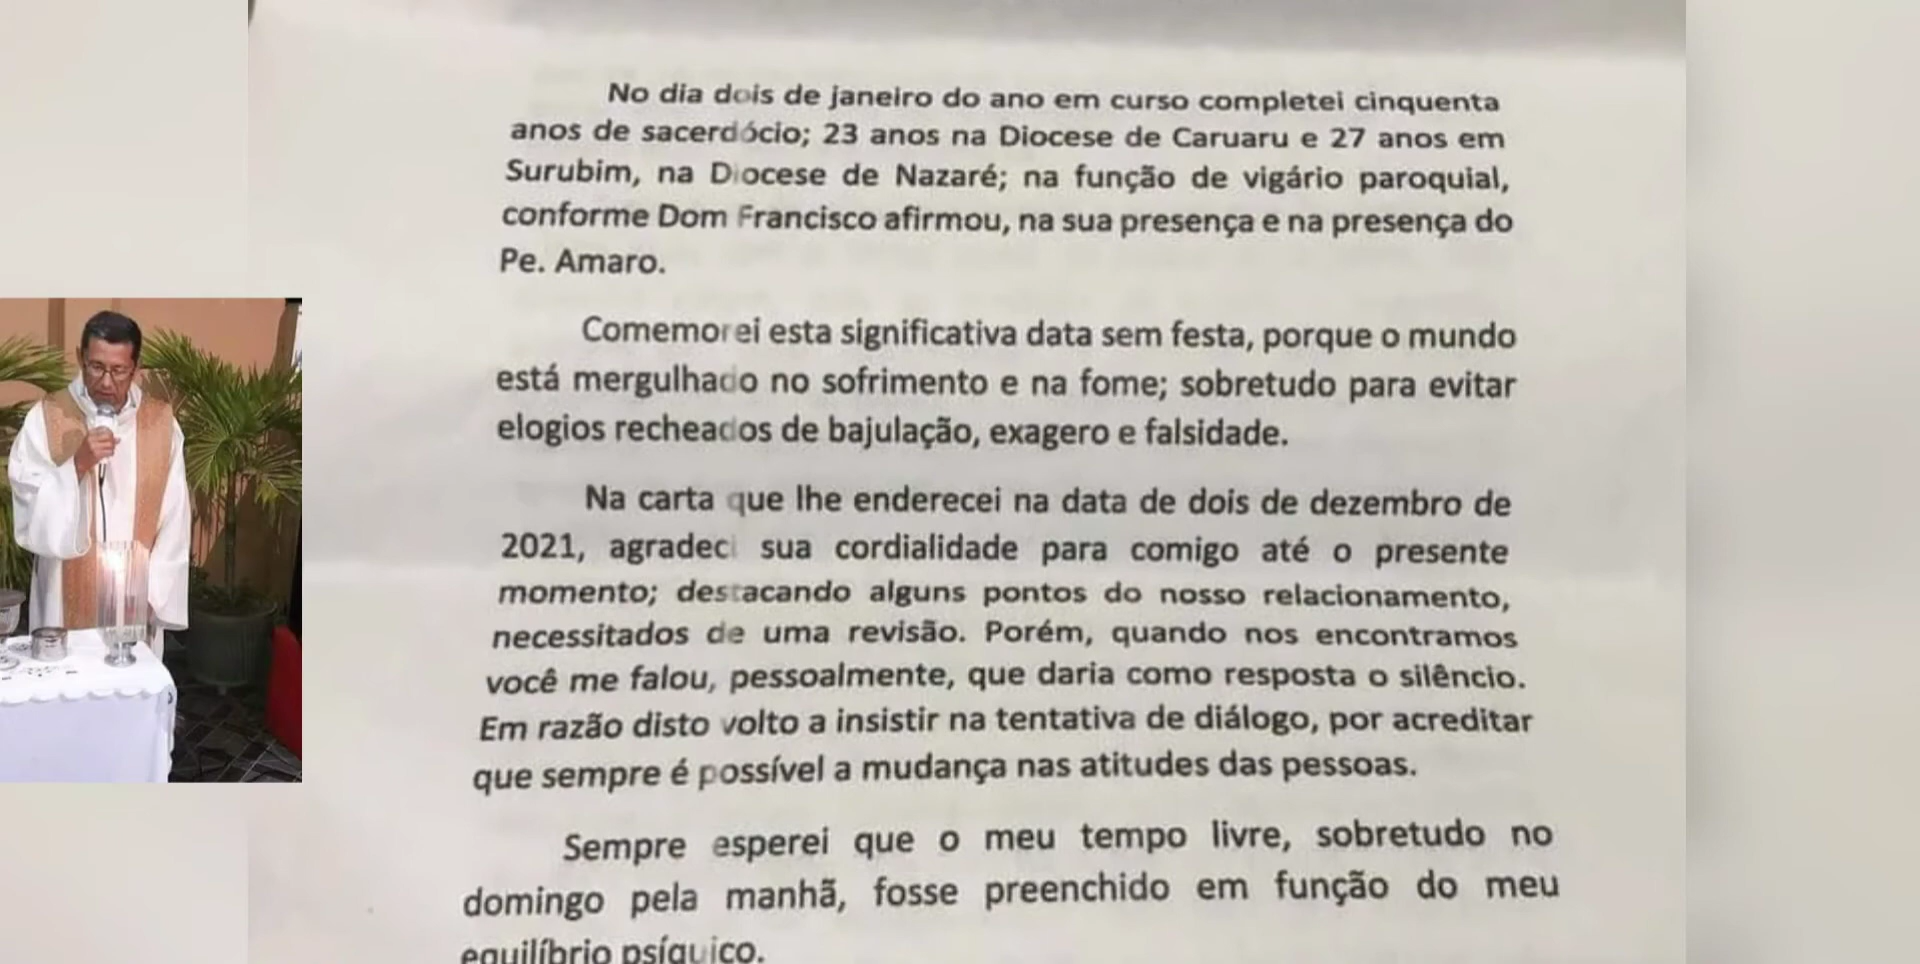 No dia dois de janeiro do ano em curso completei cinquenta
anos de sacerdócio; 23 anos na Diocese de Caruaru e 27 anos em
Surubim, na Diocese de Nazaré; na função de vigário paroquial,
conforme Dom Francisco afirmou, na sua presença e na presença do
Pe. Amaro.
Comemorei esta significativa data sem festa, porque o mundo
está mergulhado no sofrimento e na fome; sobretudo para evitar
elogios recheados de bajulação, exagero e falsidade.
Na carta que lhe enderecei na data de dois de dezembro de
2021, agradeci sua cordialidade para comigo até o presente
momento; destacando alguns pontos do nosso relacionamento,
necessitados de uma revisão. Porém, quando nos encontramos
você me falou, pessoalmente, que daria como resposta o silêncio.
Em razão disto volto a insistir na tentativa de diálogo, por acreditar
que sempre é possível a mudança nas atitudes das pessoas.
Sempre esperei que o meu tempo livre, sobretudo no
domingo pela manhã, fosse preenchido em função do meu
equilíbrio psíquico.